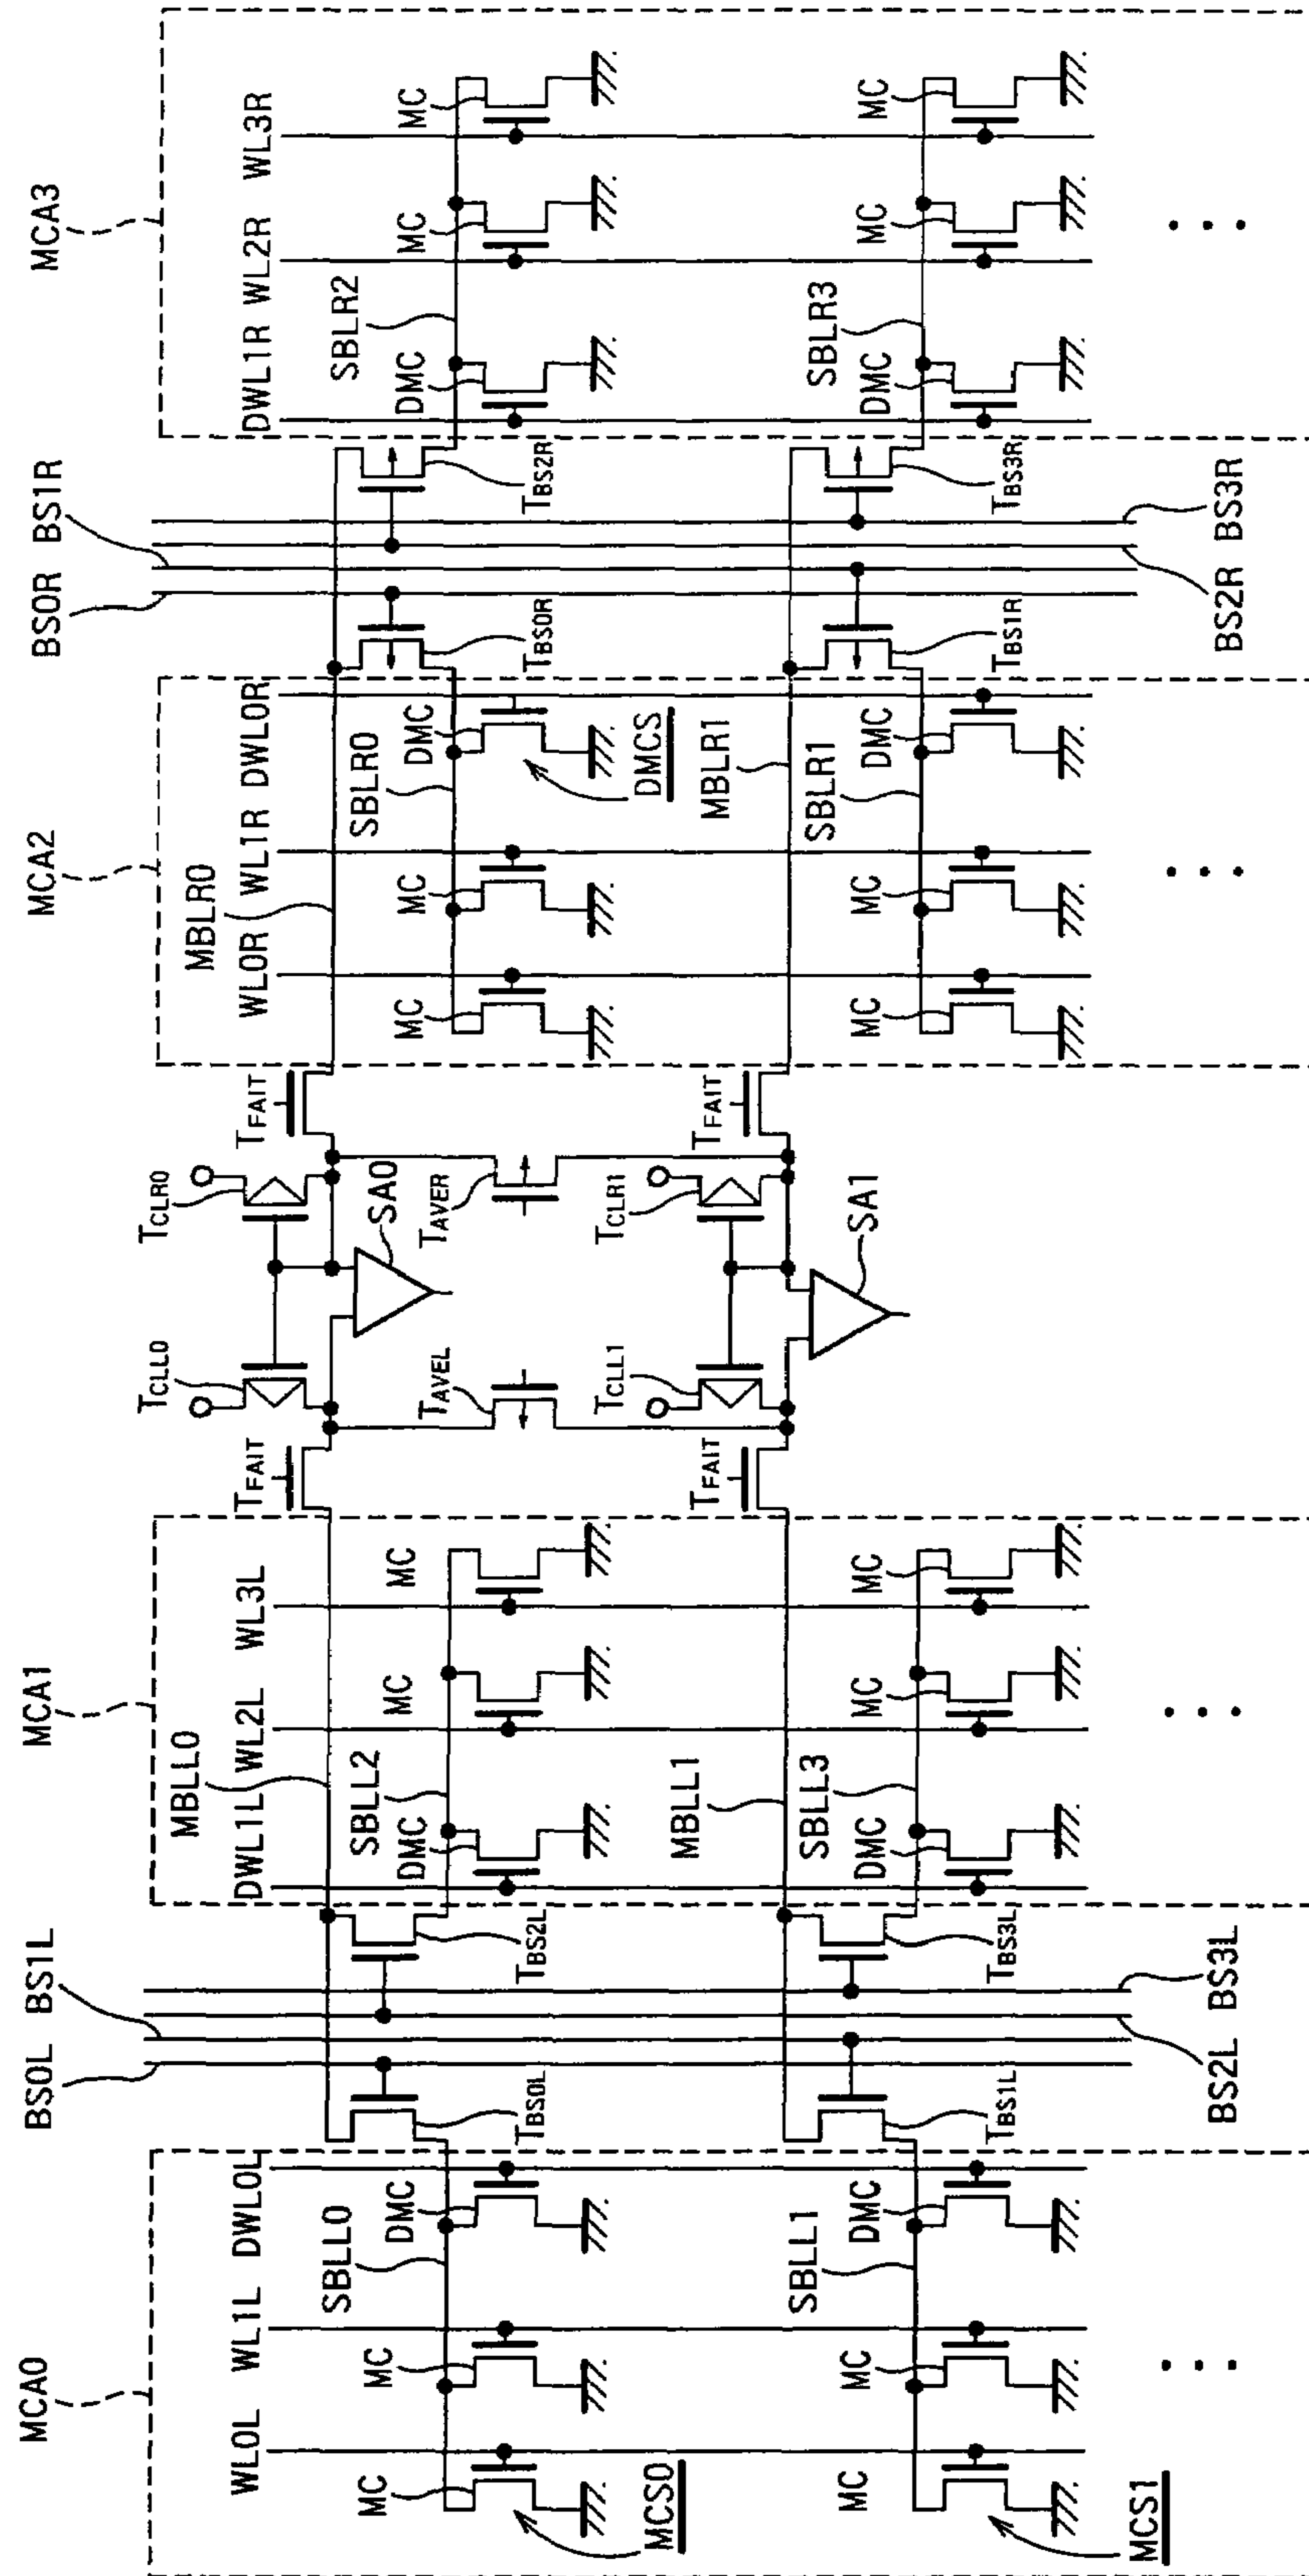 MCA0
MCA1
MCA2
MCA3
BS0L
BS1L
BS0R
BS1R
WL0L
WL1L
DWL0L
DWL1L
WL2L
WL3L
MBLL0
MBLR0
WL0R
WL1R
DWL0R
DWL1R
WL2R
WL3R
TFAIT
TCLL0
TCLR0
TFAIT
SBLL0
SBLL2
SA0
SBLR0
SBLR2
MC
MC
DMC
DMC
MC
MC
MC
MC
DMC
DMC
MC
MC
TBS0L
TBS2L
TAVEL
TAVER
TBS0R
TBS2R
MCS0
DMCS
MBLL1
MBLR1
TFAIT
TCLL1
TCLR1
TFAIT
SBLL1
SBLL3
SA1
SBLR1
SBLR3
MC
MC
DMC
DMC
MC
MC
MC
MC
DMC
DMC
MC
MC
TBS1L
TBS3L
TBS1R
TBS3R
MCS1
BS2L
BS3L
BS2R
BS3R